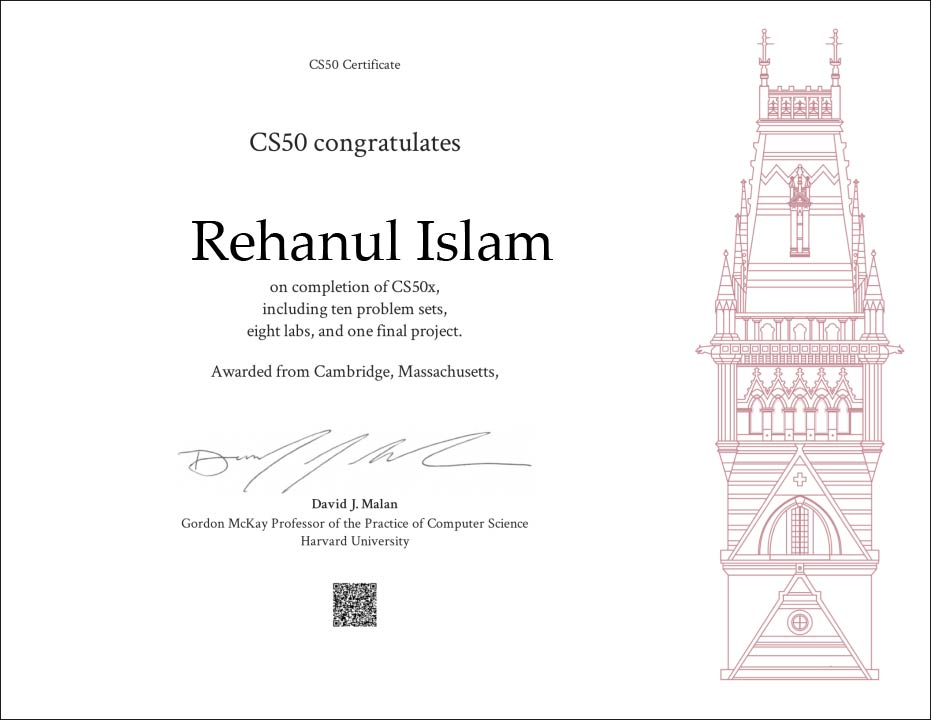 CS50 Certificate
CS50 congratulates
Rehanul Islam
on completion of CS50x,
including ten problem sets,
eight labs, and one final project.
Awarded from Cambridge, Massachusetts,
David J. Malan
Gordon McKay Professor of the Practice of Computer Science
Harvard University